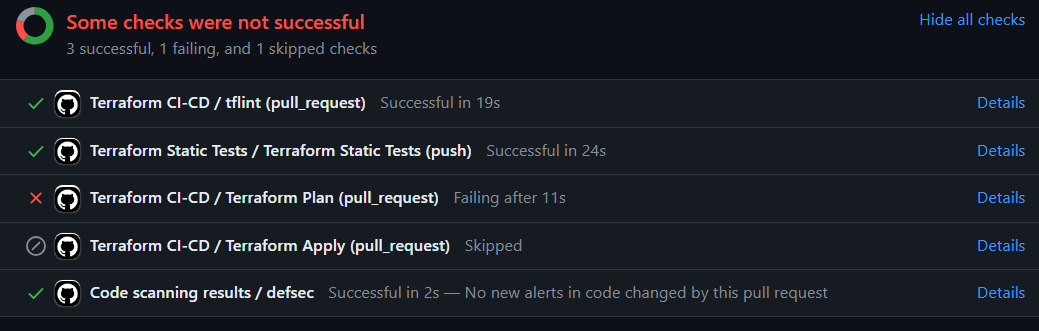 Some checks were not successful
Hide all checks
3 successful, 1 failing, and 1 skipped checks
Terraform CI-CD / tflint (pull_request) Successful in 19s Details
Terraform Static Tests / Terraform Static Tests (push) Successful in 24s Details
Terraform CI-CD / Terraform Plan (pull_request) Failing after 11s Details
Terraform CI-CD / Terraform Apply (pull_request) Skipped Details
Code scanning results / defsec Successful in 2s — No new alerts in code changed by this pull request Details